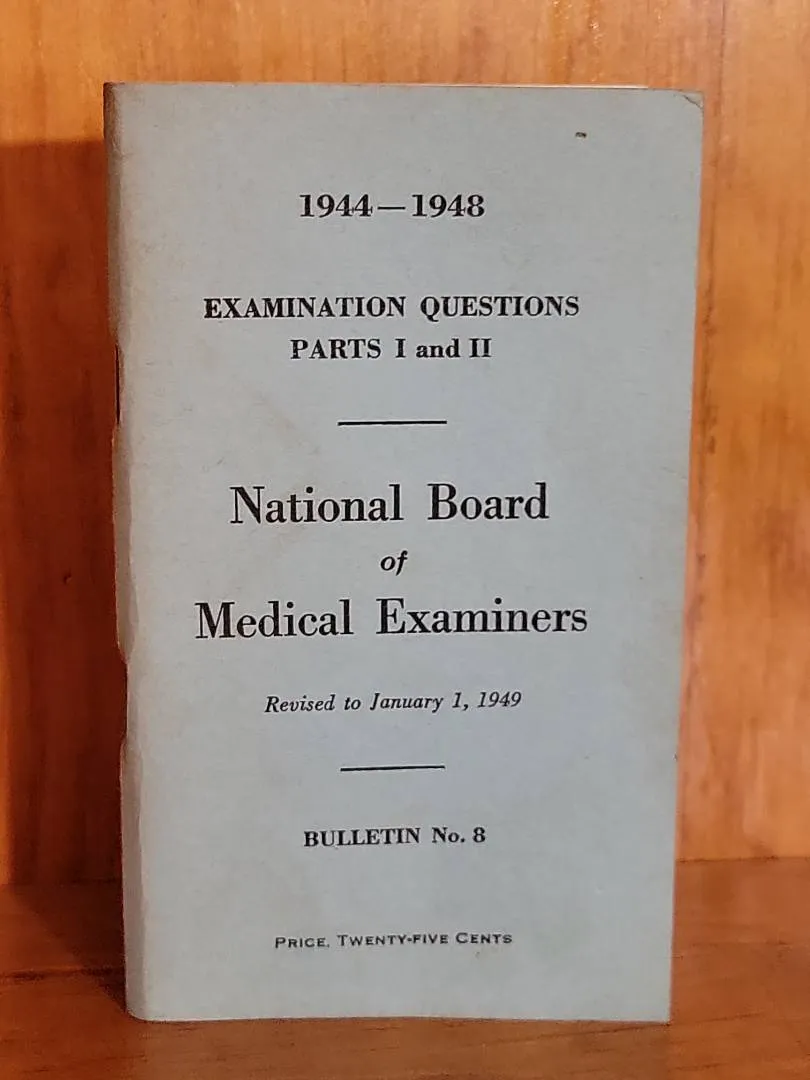 1944—1948
EXAMINATION QUESTIONS
PARTS I and II
National Board
of
Medical Examiners
Revised to January 1, 1949
BULLETIN No. 8
PRICE, TWENTY-FIVE CENTS